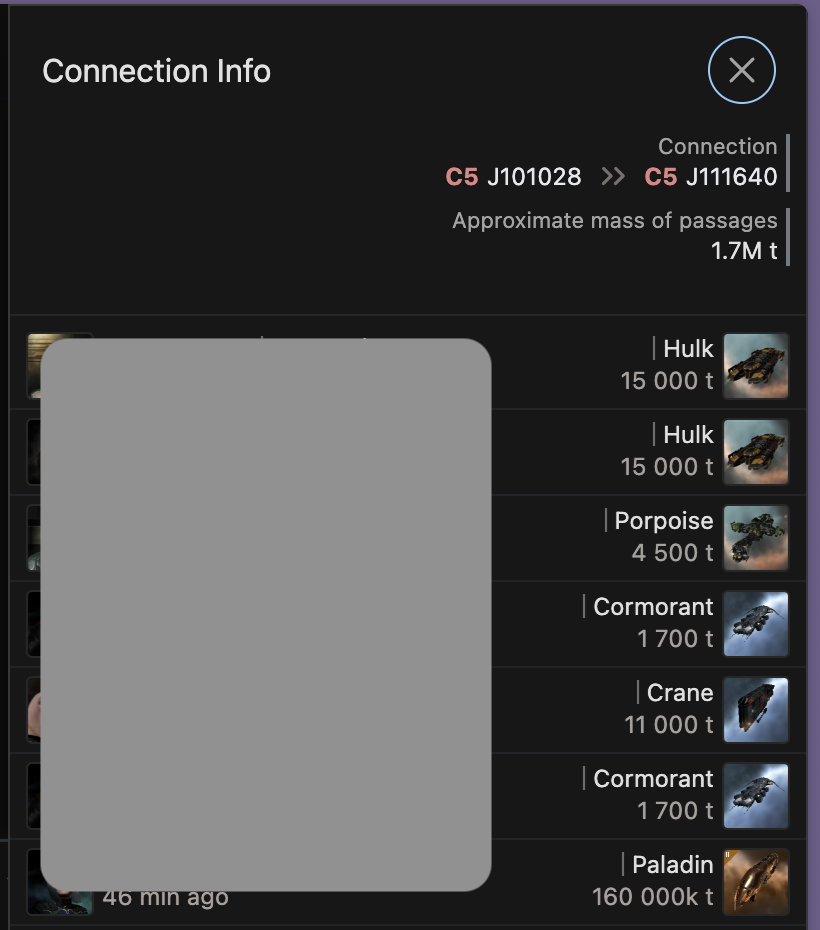 Connection Info
Connection
C5 J101028 >> C5 J111640
Approximate mass of passages
1.7M t
| Hulk
15 000 t
| Hulk
15 000 t
| Porpoise
4 500 t
| Cormorant
1 700 t
| Crane
11 000 t
| Cormorant
1 700 t
| Paladin
46 min ago 160 000k t